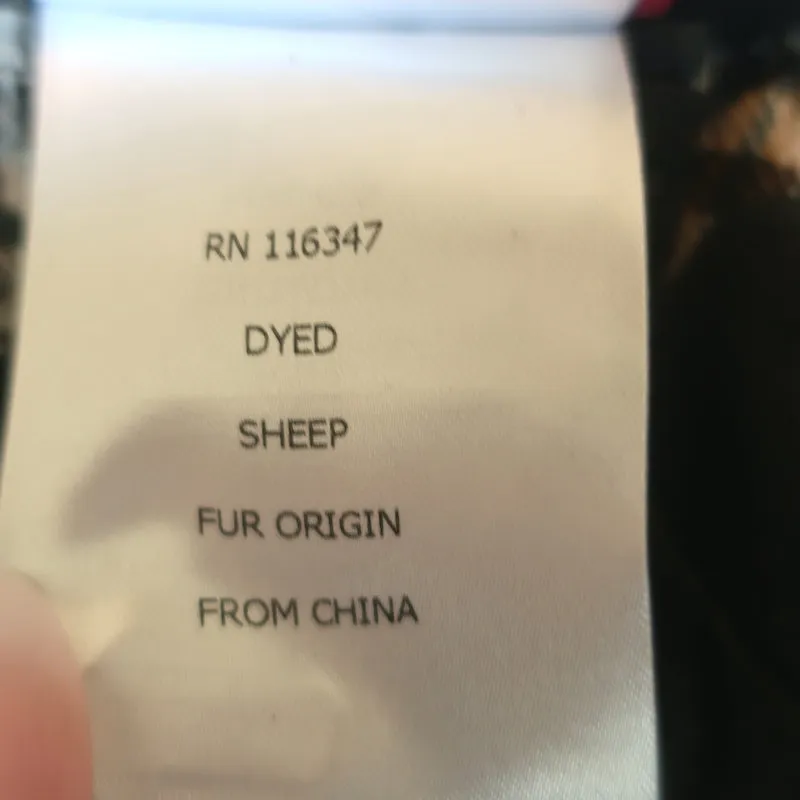 RN 116347
DYED
SHEEP
FUR ORIGIN
FROM CHINA